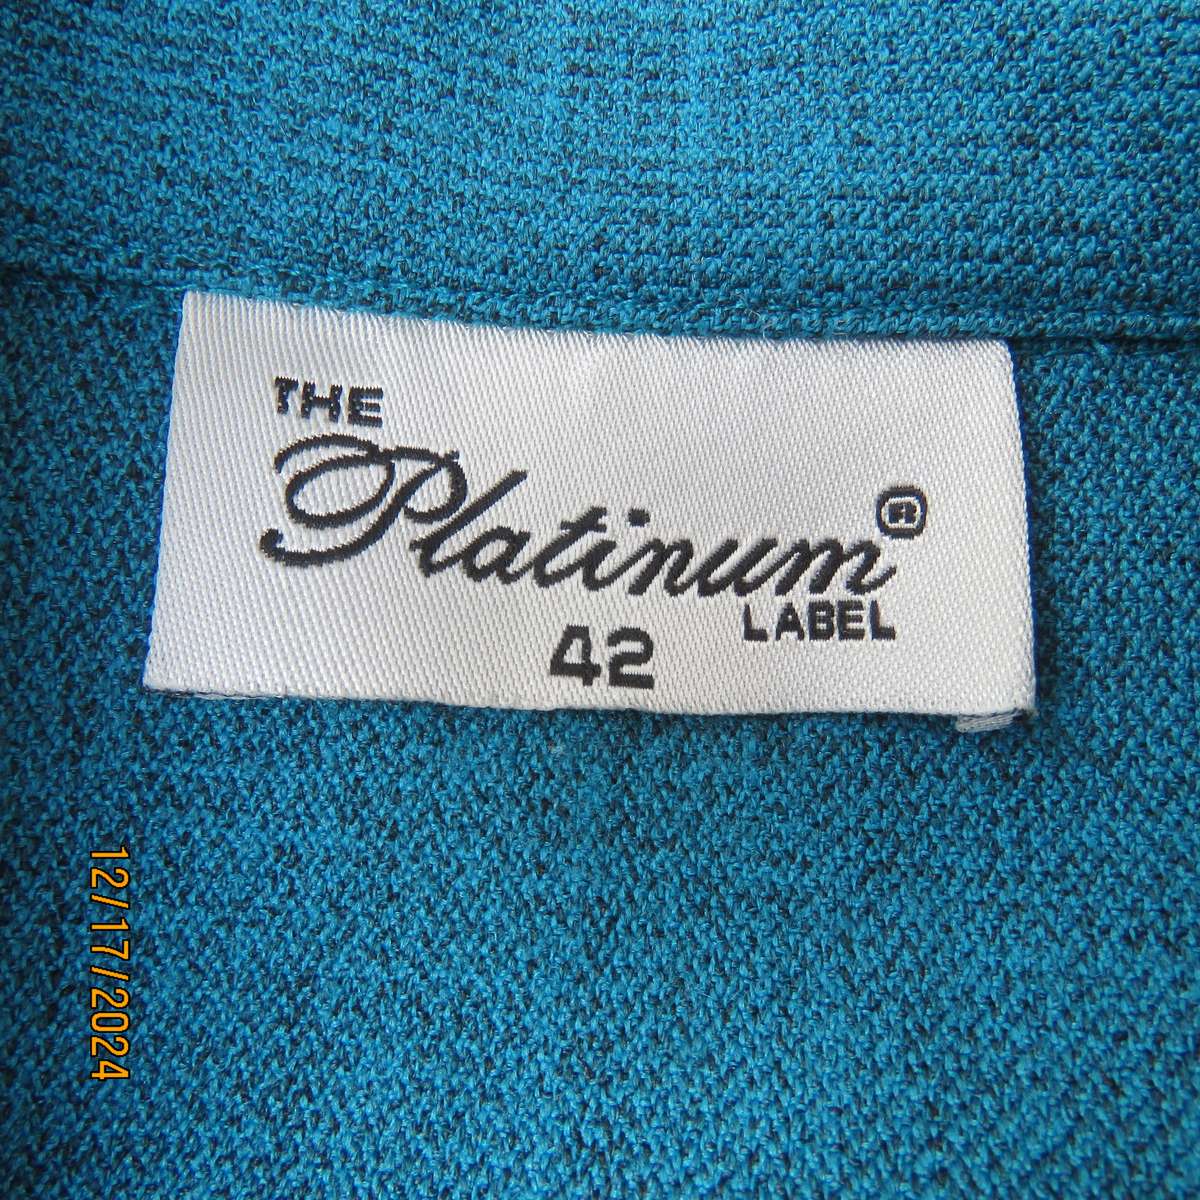 THE
Platinum ®
LABEL
42
12/17/2024